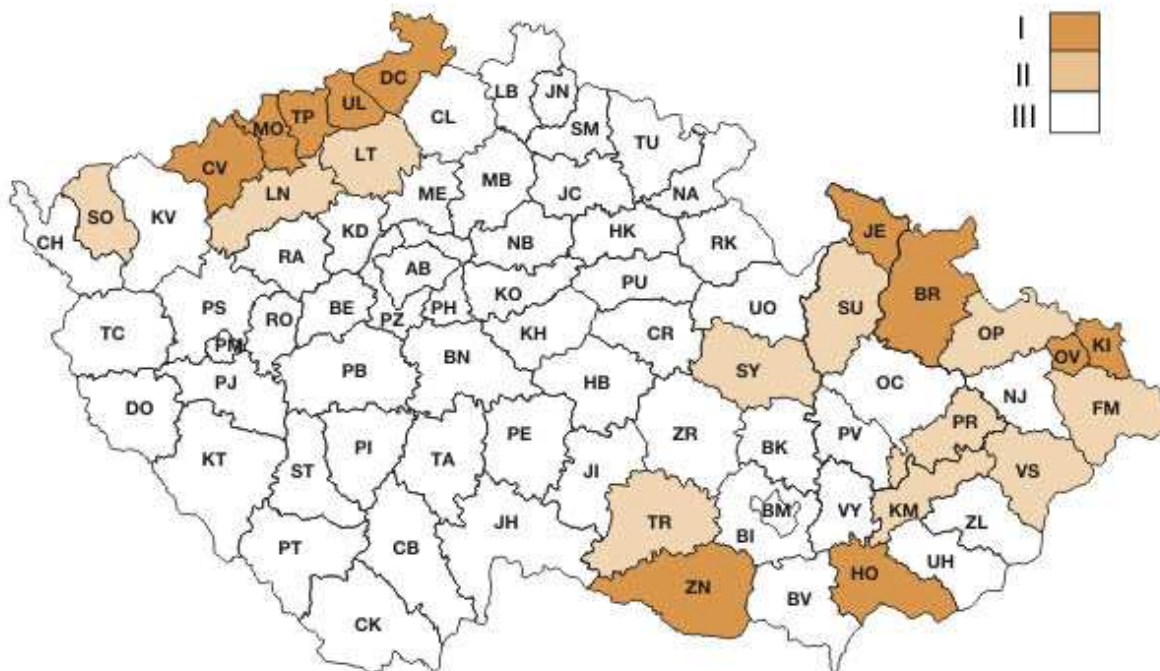 I
II
III
DC
UL
TP
MO
CV
LT
LN
SO
KV
CH
CL
LB
JN
SM
TU
NA
ME
MB
JC
KD
RA
NB
HK
RK
AB
KO
PU
PH
PZ
BE
RO
PS
PM
TC
PJ
DO
PB
BN
KH
CR
UO
HB
SY
SU
JE
BR
OP
OV
KI
FM
NJ
OC
PR
VS
KT
ST
PI
TA
PE
JI
ZR
BK
PV
BM
BI
VY
KM
ZL
UH
HO
BV
ZN
TR
JH
CB
PT
CK